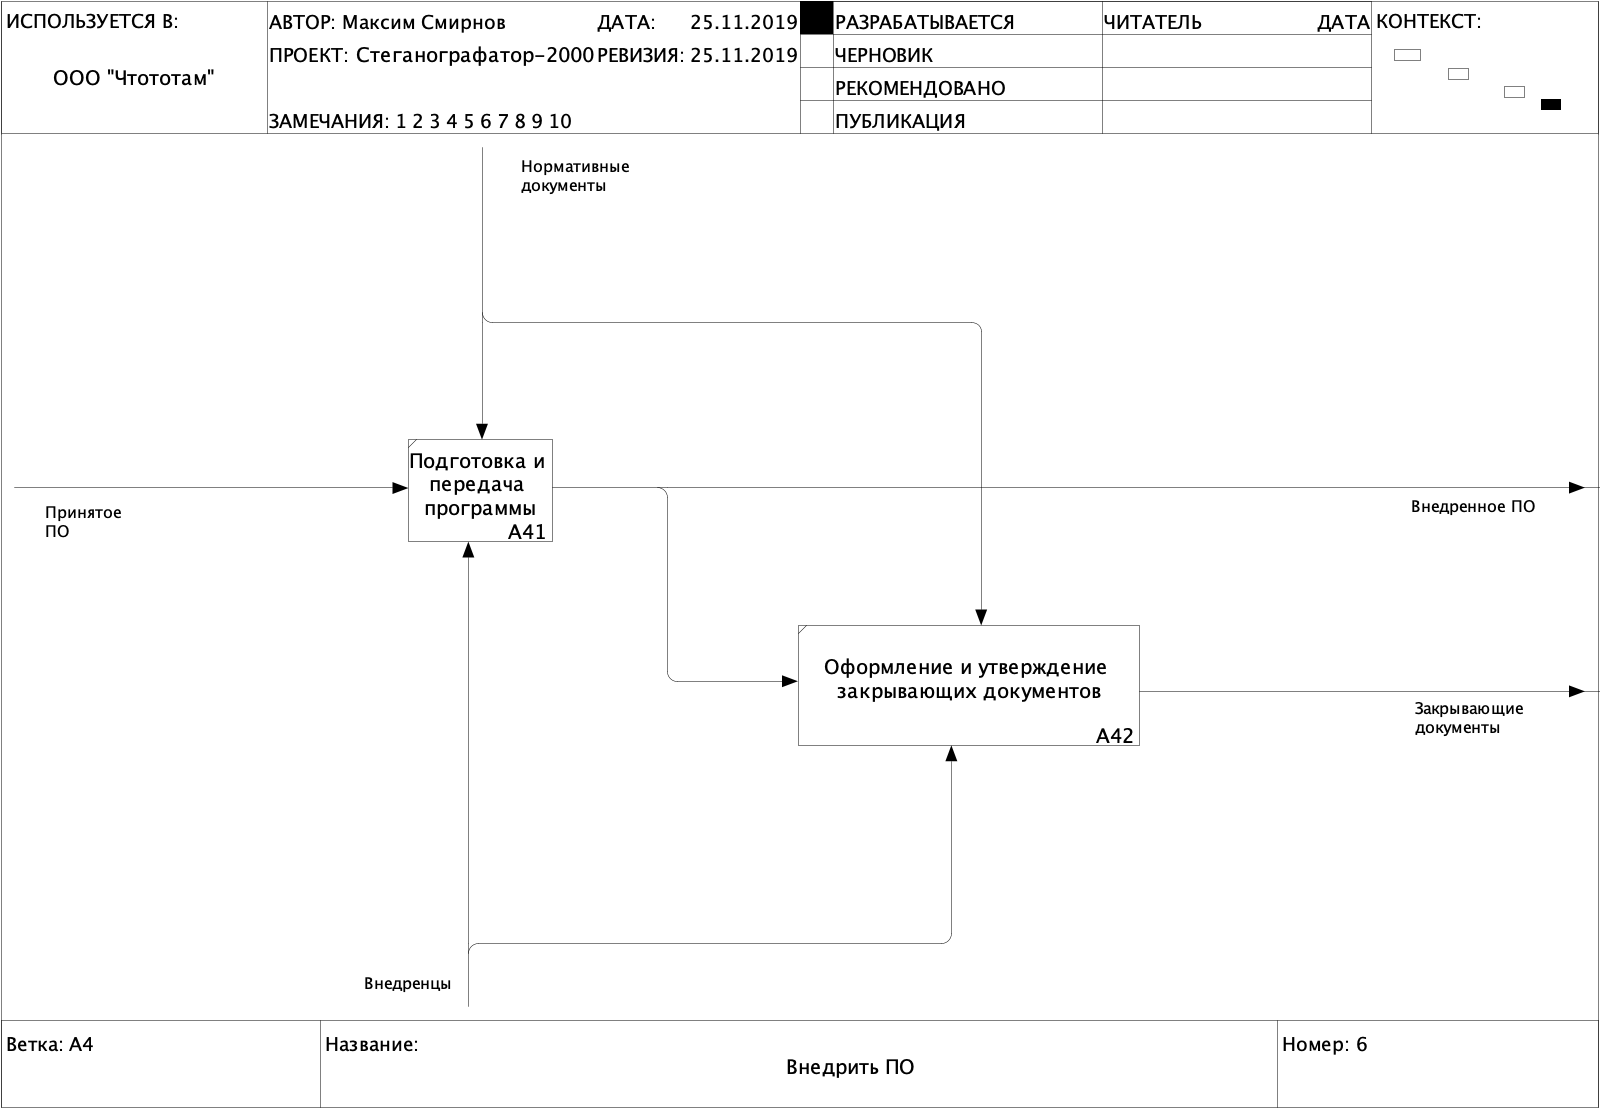 ИСПОЛЬЗУЕТСЯ В:
ООО "Чтототам"
АВТОР: Максим Смирнов
ДАТА: 25.11.2019
ПРОЕКТ: Стеганографатор-2000
РЕВИЗИЯ: 25.11.2019
ЗАМЕЧАНИЯ: 1 2 3 4 5 6 7 8 9 10
РАЗРАБАТЫВАЕТСЯ
ЧЕРНОВИК
РЕКОМЕНДОВАНО
ПУБЛИКАЦИЯ
ЧИТАТЕЛЬ
ДАТА
КОНТЕКСТ:
Нормативные
документы
Подготовка и
передача
программы
A41
Принятое
ПО
Внедренное ПО
Оформление и утверждение
закрывающих документов
A42
Закрывающие
документы
Внедренцы
Ветка: A4
Название:
Внедрить ПО
Номер: 6